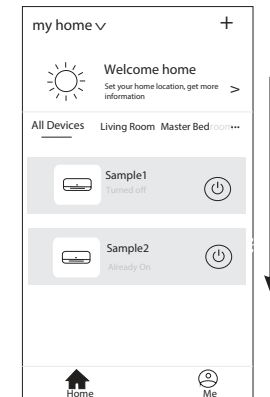 my home
Welcome home
Set your home location, get more
information
All Devices Living Room Master Bedroom
Sample1
Turned off
Sample2
Already On
Home Me